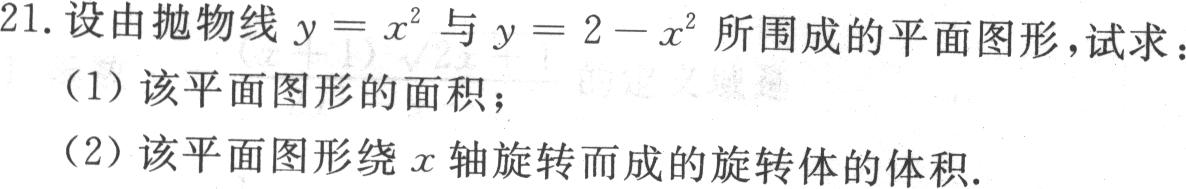 21. 设由抛物线 y = x² 与 y = 2 − x² 所围成的平面图形,试求:
(1) 该平面图形的面积;
(2) 该平面图形绕 x 轴旋转而成的旋转体的体积.